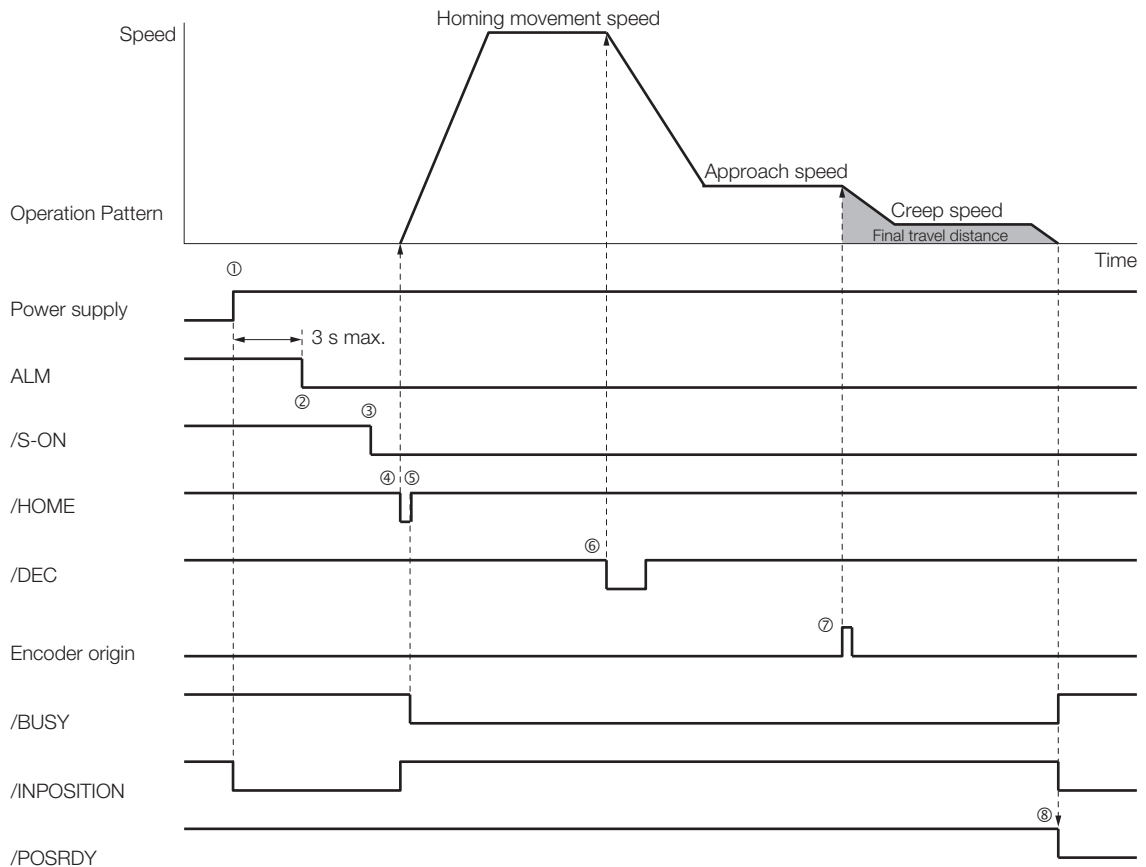 Homing movement speed
Speed
Approach speed
Operation Pattern
Creep speed
Final travel distance
Time
①
Power supply
3 s max.
ALM
②
③
/S-ON
④ ⑤
/HOME
⑥
/DEC
⑦
Encoder origin
/BUSY
/INPOSITION
⑧
/POSRDY